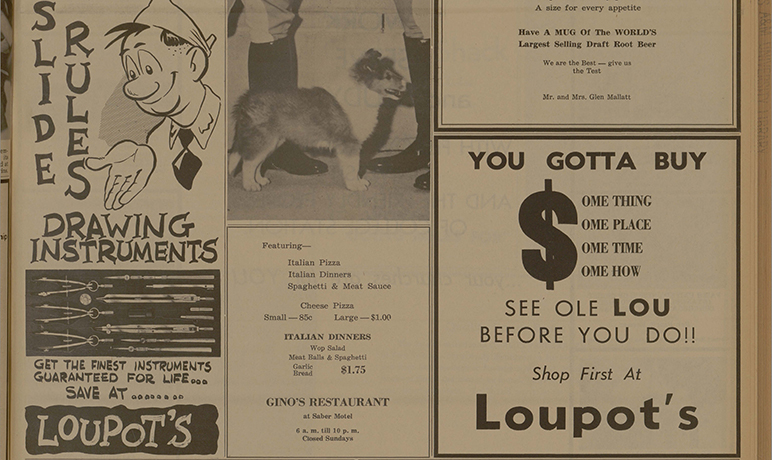 SLIDE
RULES
DRAWING
INSTRUMENTS
GET THE FINEST INSTRUMENTS
GUARANTEED FOR LIFE...
SAVE AT ........
LOUPOT'S
Featuring—
Italian Pizza
Italian Dinners
Spaghetti & Meat Sauce
Cheese Pizza
Small — 85c Large — $1.00
ITALIAN DINNERS
Wop Salad
Meat Balls & Spaghetti
Garlic
Bread $1.75
GINO'S RESTAURANT
at Saber Motel
6 a. m. till 10 p. m.
Closed Sundays
A size for every appetite
Have A MUG Of The WORLD'S
Largest Selling Draft Root Beer
We are the Best — give us
the Test
Mr. and Mrs. Glen Mallatt
YOU GOTTA BUY
$OME THING
OME PLACE
OME TIME
OME HOW
SEE OLE LOU
BEFORE YOU DO!!
Shop First At
Loupot's